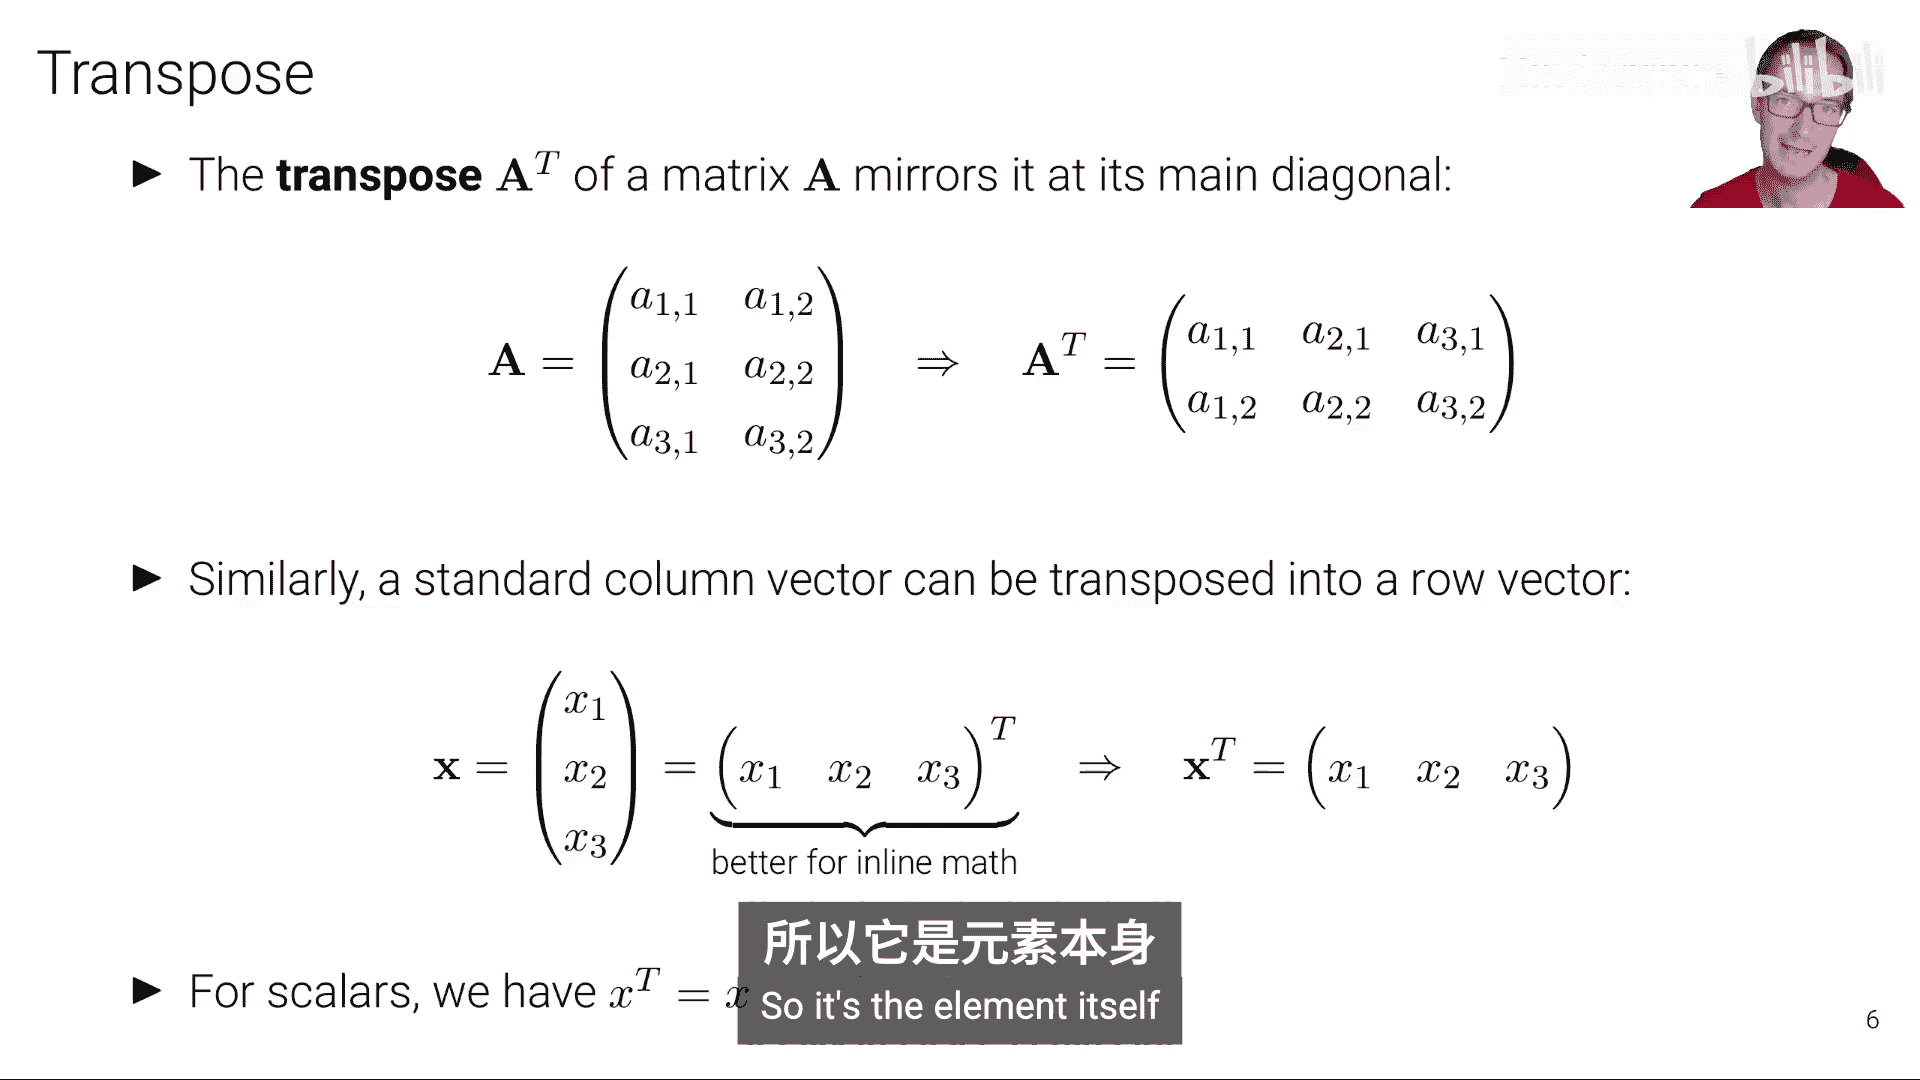 Transpose
bilibili
▶ The transpose A^T of a matrix A mirrors it at its main diagonal:
A = (a_{1,1} a_{1,2}; a_{2,1} a_{2,2}; a_{3,1} a_{3,2}) ⇒ A^T = (a_{1,1} a_{2,1} a_{3,1}; a_{1,2} a_{2,2} a_{3,2})
▶ Similarly, a standard column vector can be transposed into a row vector:
x = (x_1; x_2; x_3) = (x_1 x_2 x_3)^T ⇒ x^T = (x_1 x_2 x_3)
better for inline math
▶ For scalars, we have x^T = x
所以它是元素本身
So it's the element itself
6